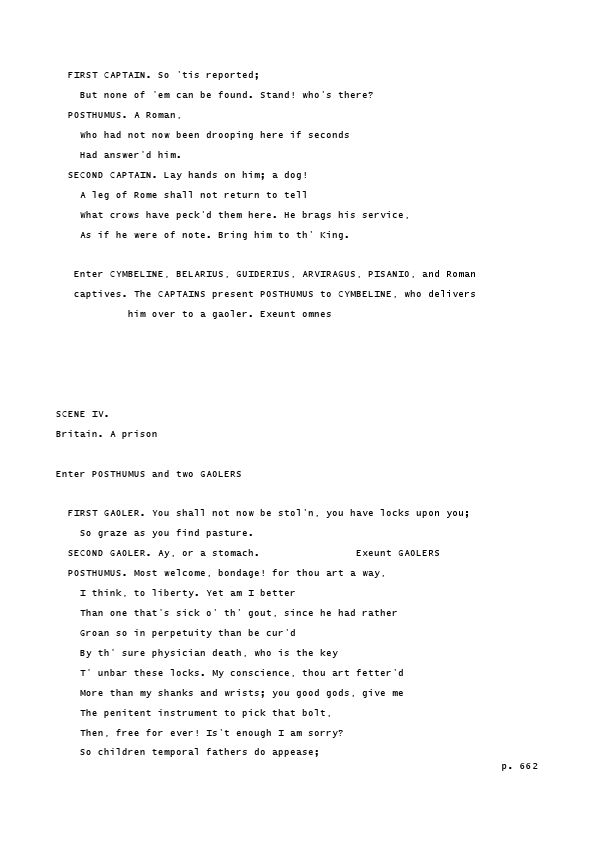 FIRST CAPTAIN. So 'tis reported;
But none of 'em can be found. Stand! who's there?
POSTHUMUS. A Roman,
Who had not now been drooping here if seconds
Had answer'd him.
SECOND CAPTAIN. Lay hands on him; a dog!
A leg of Rome shall not return to tell
What crows have peck'd them here. He brags his service,
As if he were of note. Bring him to th' King.
Enter CYMBELINE, BELARIUS, GUIDERIUS, ARVIRAGUS, PISANIO, and Roman
captives. The CAPTAINS present POSTHUMUS to CYMBELINE, who delivers
him over to a gaoler. Exeunt omnes
SCENE IV.
Britain. A prison
Enter POSTHUMUS and two GAOLERS
FIRST GAOLER. You shall not now be stol'n, you have locks upon you;
So graze as you find pasture.
SECOND GAOLER. Ay, or a stomach. Exeunt GAOLERS
POSTHUMUS. Most welcome, bondage! for thou art a way,
I think, to liberty. Yet am I better
Than one that's sick o' th' gout, since he had rather
Groan so in perpetuity than be cur'd
By th' sure physician death, who is the key
T' unbar these locks. My conscience, thou art fetter'd
More than my shanks and wrists; you good gods, give me
The penitent instrument to pick that bolt,
Then, free for ever! Is't enough I am sorry?
So children temporal fathers do appease;
p. 662